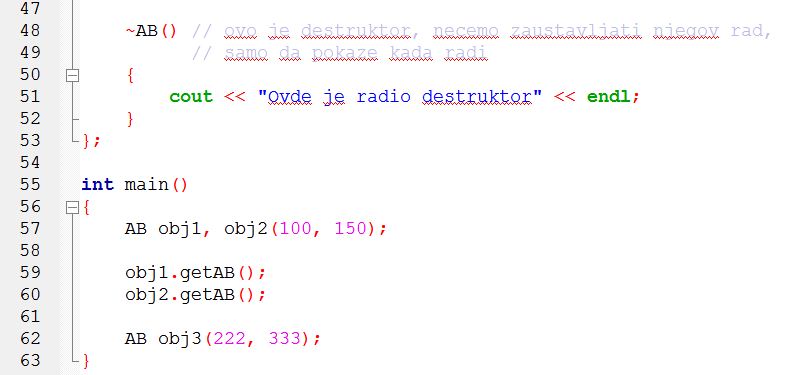 47
48 ~AB() // ovo je destruktor, necemo zaustavljati njegov rad,
49 // samo da pokaze kada radi
50 {
51 cout << "Ovde je radio destruktor" << endl;
52 }
53 };
54
55 int main()
56 {
57 AB obj1, obj2(100, 150);
58
59 obj1.getAB();
60 obj2.getAB();
61
62 AB obj3(222, 333);
63 }